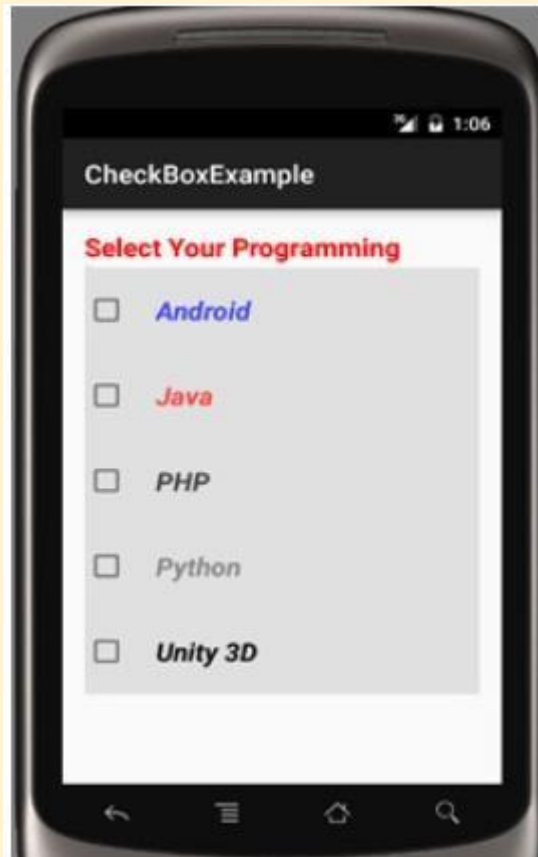 1:06
CheckBoxExample
Select Your Programming
Android
Java
PHP
Python
Unity 3D